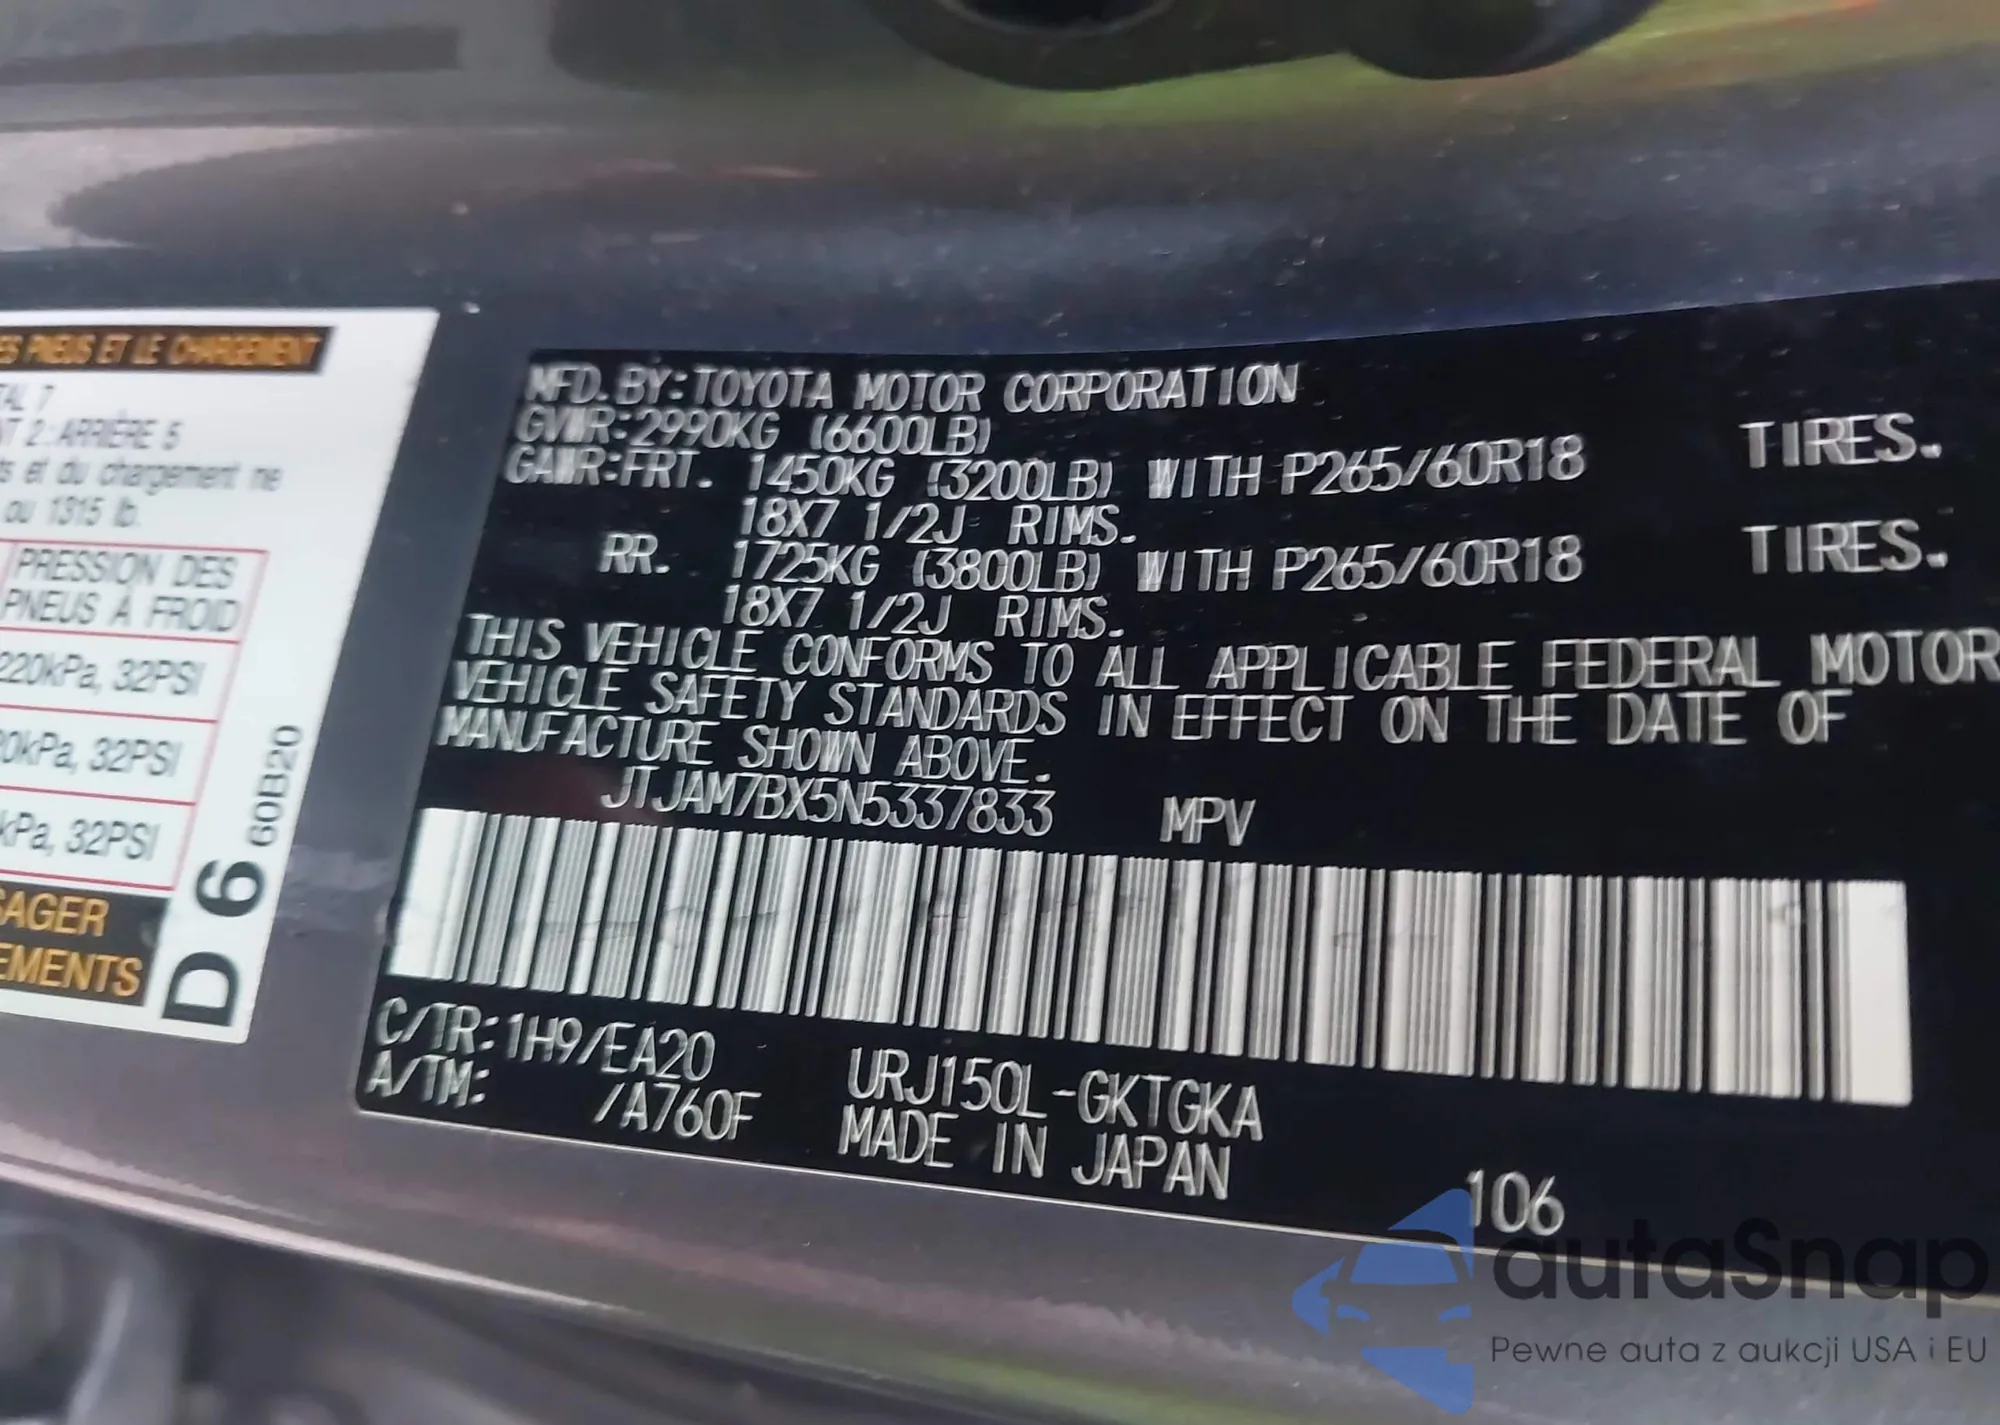 ES PNEUS ET LE CHARGEMENT
TAL 7
NT 2: ARRIÈRE 5
ts et du chargement ne
ou 1315 lb.
PRESSION DES
PNEUS À FROID
220kPa, 32PSI
0kPa, 32PSI
kPa, 32PSI
SAGER
EMENTS
D 6 60B20
MFD. BY: TOYOTA MOTOR CORPORATION
GVWR: 2990KG (6600LB)
GAWR: FRT. 1450KG (3200LB) WITH P265/60R18 TIRES.
18X7 1/2J RIMS.
RR. 1725KG (3800LB) WITH P265/60R18 TIRES.
18X7 1/2J RIMS.
THIS VEHICLE CONFORMS TO ALL APPLICABLE FEDERAL MOTOR
VEHICLE SAFETY STANDARDS IN EFFECT ON THE DATE OF
MANUFACTURE SHOWN ABOVE.
JTJAM7BX5N5337833 MPV
C/TR: 1H9/EA20 URJ150L-GKTGKA
A/TM: /A760F MADE IN JAPAN
106
autaSnap
Pewne auta z aukcji USA i EU